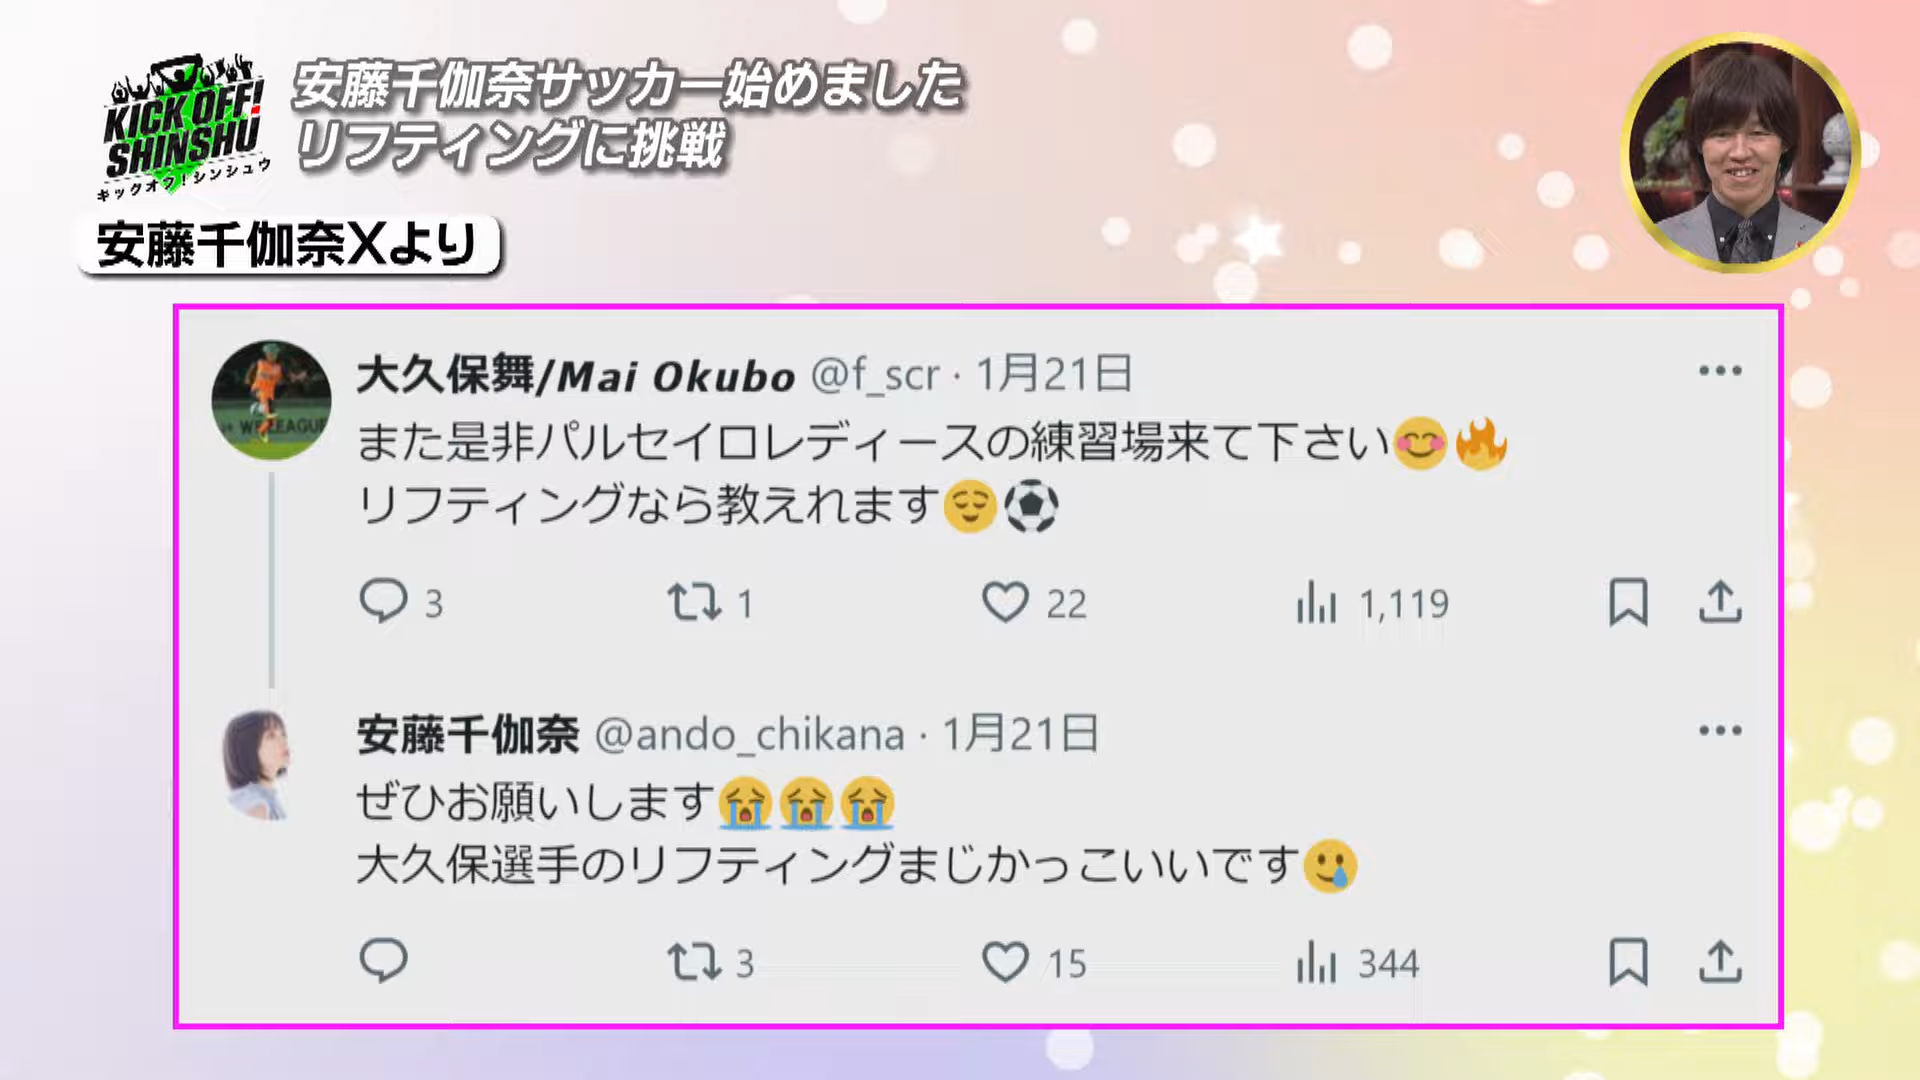 KICK OFF!
SHINSHU
キックオフ!シンシュウ
安藤千伽奈サッカー始めました
リフティングに挑戦
安藤千伽奈Xより
大久保舞/Mai Okubo @f_scr · 1月21日
また是非パルセイロレディースの練習場来て下さい😊🔥
リフティングなら教えれます😌⚽
3 1 22 1,119
安藤千伽奈 @ando_chikana · 1月21日
ぜひお願いします😭😭😭
大久保選手のリフティングまじかっこいいです🥲
3 15 344